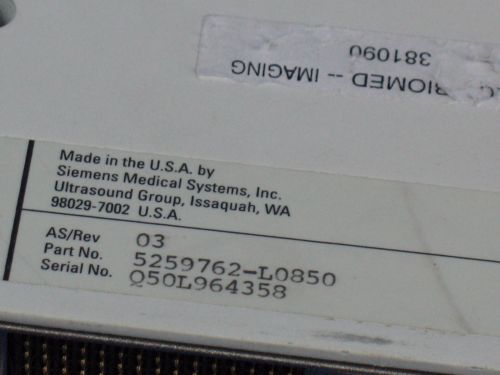 BIOMED -- IMAGING
381090
Made in the U.S.A. by
Siemens Medical Systems, Inc.
Ultrasound Group, Issaquah, WA
98029-7002 U.S.A.
AS/Rev 03
Part No. 5259762-L0850
Serial No. Q50L964358